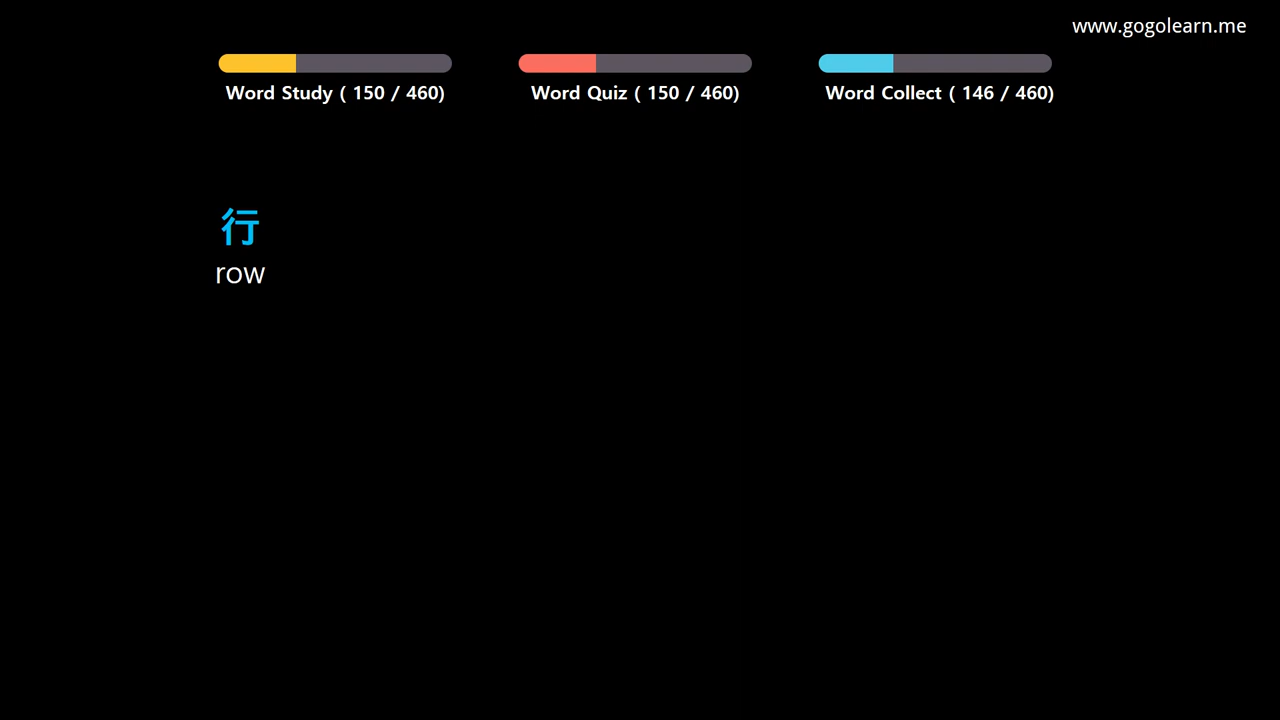 www.gogolearn.me
Word Study ( 150 / 460)
Word Quiz ( 150 / 460)
Word Collect ( 146 / 460)
行
row